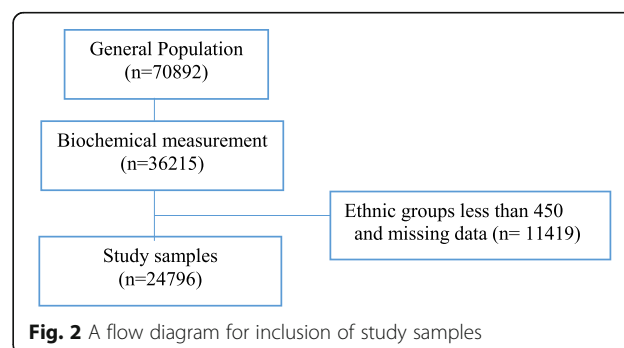 General Population
(n=70892)
Biochemical measurement
(n=36215)
Ethnic groups less than 450
and missing data (n= 11419)
Study samples
(n=24796)
Fig. 2 A flow diagram for inclusion of study samples